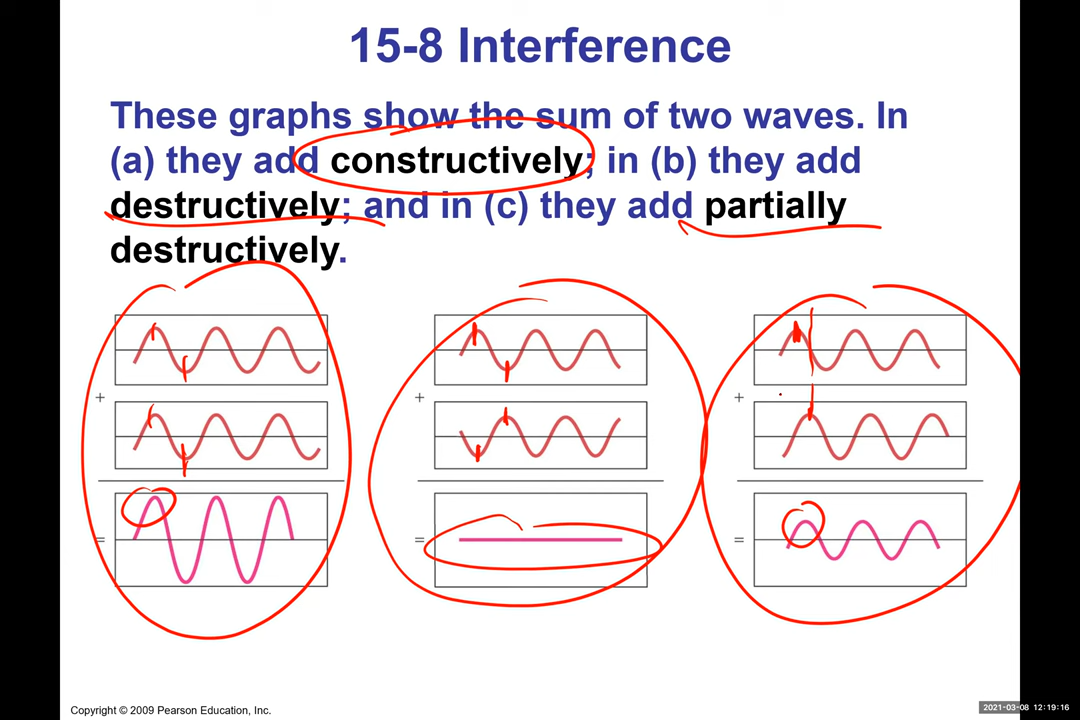 15-8 Interference
These graphs show the sum of two waves. In
(a) they add constructively; in (b) they add
destructively; and in (c) they add partially
destructively.
+ + +
= = =
Copyright © 2009 Pearson Education, Inc.
2021-03-08 12:19:16